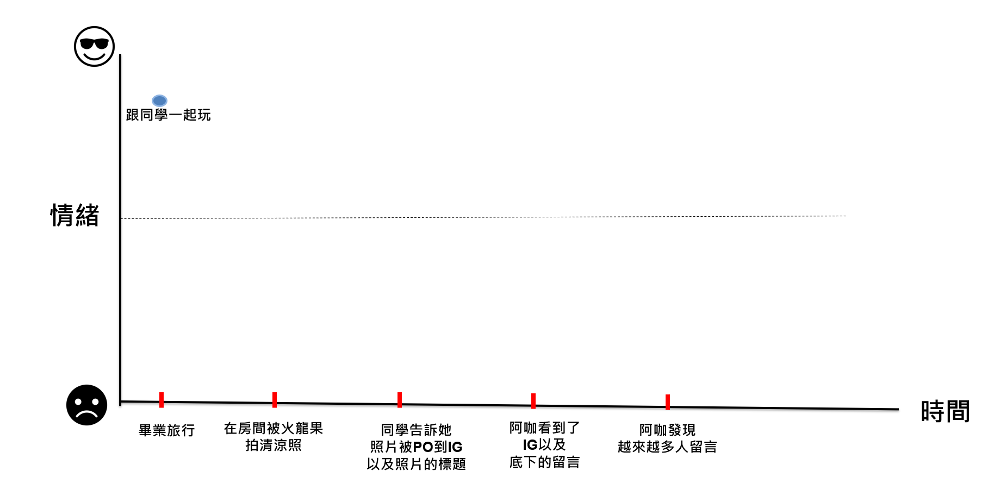 跟同學一起玩
情緒
時間
畢業旅行
在房間被火龍果
拍清涼照
同學告訴她
照片被PO到IG
以及照片的標題
阿咖看到了
IG以及
底下的留言
阿咖發現
越來越多人留言